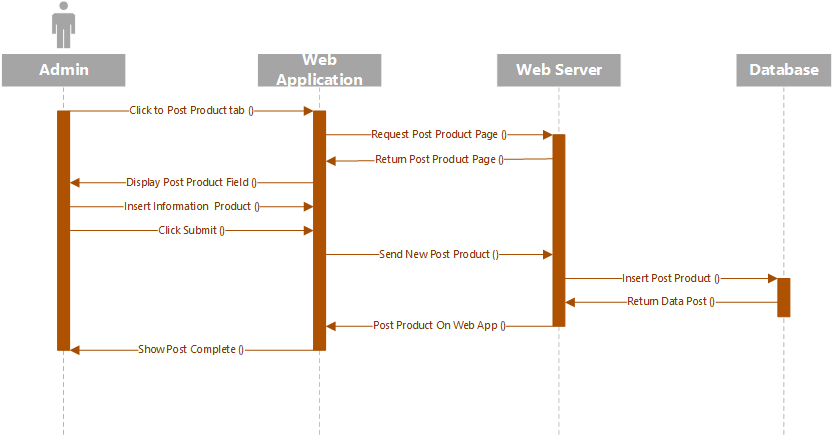 Admin
Web
Application
Web Server
Database
Click to Post Product tab ()
Request Post Product Page ()
Return Post Product Page ()
Display Post Product Field ()
Insert Information  Product ()
Click Submit ()
Send New Post Product ()
Insert Post Product ()
Return Data Post ()
Post Product On Web App ()
Show Post Complete ()